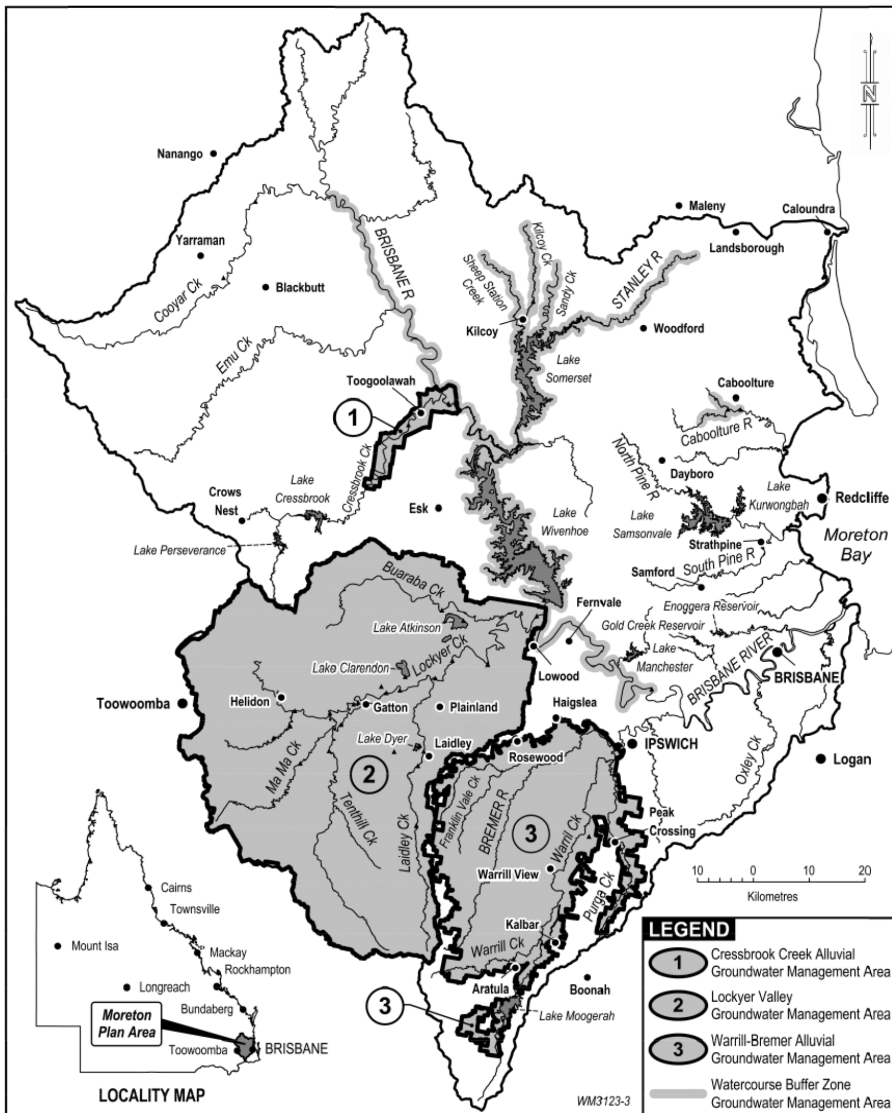 N
Nanango
Maleny
Caloundra
Landsborough
Yarraman
Cooyar Ck
Blackbutt
BRISBANE R
Sheep Station
Creek
Kilcoy Ck
Sandy Ck
STANLEY R
Kilcoy
Woodford
Emu Ck
Lake
Somerset
Toogoolawah
1
Caboolture
Caboolture R
Cressbrook Ck
North Pine R
Dayboro
Lake
Kurwongbah
Redcliffe
Lake
Cressbrook
Crows
Nest
Esk
Lake
Wivenhoe
Lake
Samsonvale
Strathpine
Moreton
Bay
Lake Perseverance
South Pine R
Samford
Buaraba Ck
Fernvale
Enoggera Reservoir
Gold Creek Reservoir
Lake Atkinson
Lockyer Ck
Lake
Manchester
BRISBANE RIVER
BRISBANE
Lake Clarendon
Lowood
Toowoomba
Helidon
Gatton
Plainland
Haigslea
Lake Dyer
Laidley
Rosewood
IPSWICH
Logan
Ma Ma Ck
2
Tenthill Ck
Laidley Ck
Franklin Vale Ck
BREMER R
3
Warril Ck
Oxley Ck
Peak
Crossing
Warrill View
Purga Ck
10 0 10 20
Kilometres
Kalbar
Warrill Ck
Aratula
Boonah
3
Lake Moogerah
Cairns
Townsville
Mount Isa
Mackay
Rockhampton
Longreach
Bundaberg
Moreton
Plan Area
Toowoomba
BRISBANE
LOCALITY MAP
WM3123-3
LEGEND
1 Cressbrook Creek Alluvial
Groundwater Management Area
2 Lockyer Valley
Groundwater Management Area
3 Warrill-Bremer Alluvial
Groundwater Management Area
Watercourse Buffer Zone
Groundwater Management Area